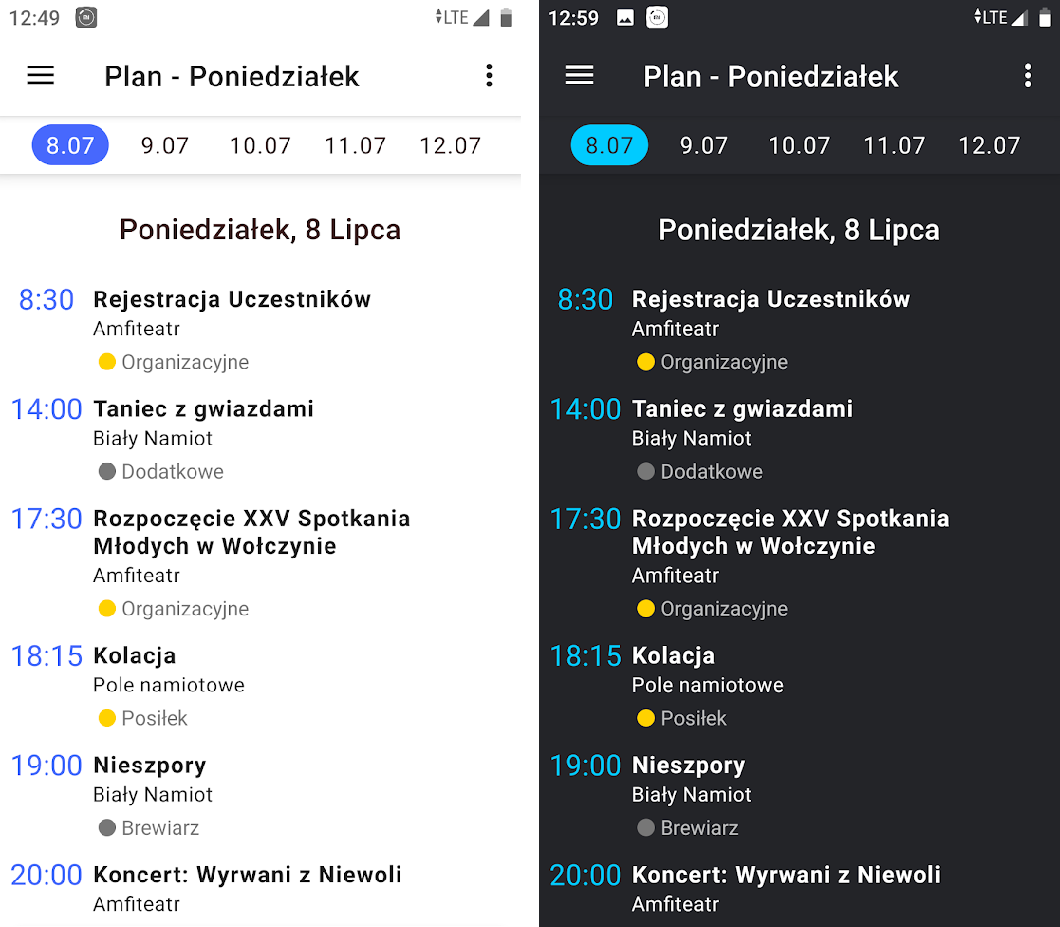 12:49 LTE
Plan - Poniedziałek
8.07 9.07 10.07 11.07 12.07
Poniedziałek, 8 Lipca
8:30 Rejestracja Uczestników
Amfiteatr
Organizacyjne
14:00 Taniec z gwiazdami
Biały Namiot
Dodatkowe
17:30 Rozpoczęcie XXV Spotkania
Młodych w Wołczynie
Amfiteatr
Organizacyjne
18:15 Kolacja
Pole namiotowe
Posiłek
19:00 Nieszpory
Biały Namiot
Brewiarz
20:00 Koncert: Wyrwani z Niewoli
Amfiteatr
12:59 LTE
Plan - Poniedziałek
8.07 9.07 10.07 11.07 12.07
Poniedziałek, 8 Lipca
8:30 Rejestracja Uczestników
Amfiteatr
Organizacyjne
14:00 Taniec z gwiazdami
Biały Namiot
Dodatkowe
17:30 Rozpoczęcie XXV Spotkania
Młodych w Wołczynie
Amfiteatr
Organizacyjne
18:15 Kolacja
Pole namiotowe
Posiłek
19:00 Nieszpory
Biały Namiot
Brewiarz
20:00 Koncert: Wyrwani z Niewoli
Amfiteatr